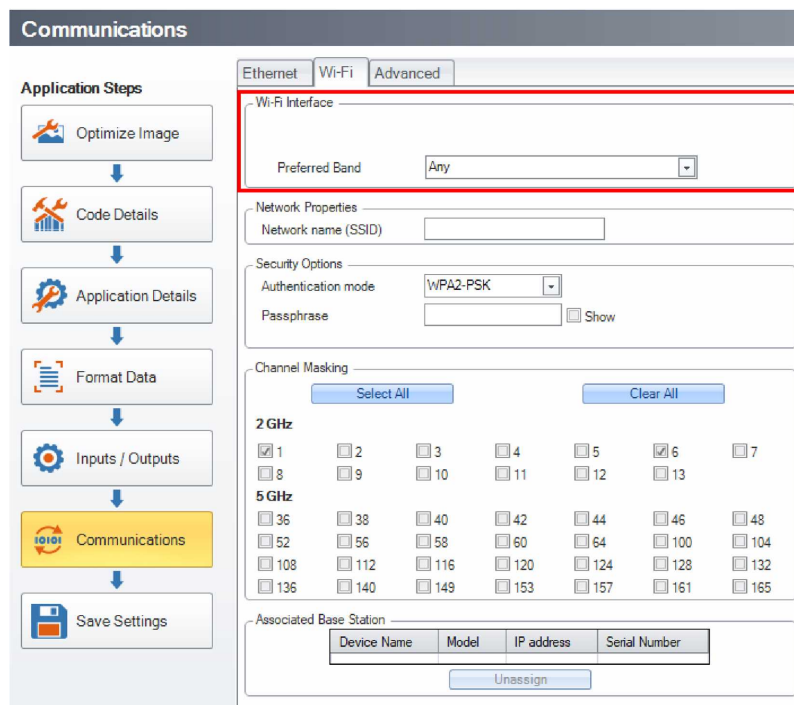 Communications
Application Steps
Optimize Image
Code Details
Application Details
Format Data
Inputs / Outputs
Communications
Save Settings
Ethernet Wi-Fi Advanced
Wi-Fi Interface
Preferred Band Any
Network Properties
Network name (SSID)
Security Options
Authentication mode WPA2-PSK
Passphrase Show
Channel Masking
Select All Clear All
2 GHz
1 2 3 4 5 6 7
8 9 10 11 12 13
5 GHz
36 38 40 42 44 46 48
52 56 58 60 64 100 104
108 112 116 120 124 128 132
136 140 149 153 157 161 165
Associated Base Station
Device Name Model IP address Serial Number
Unassign